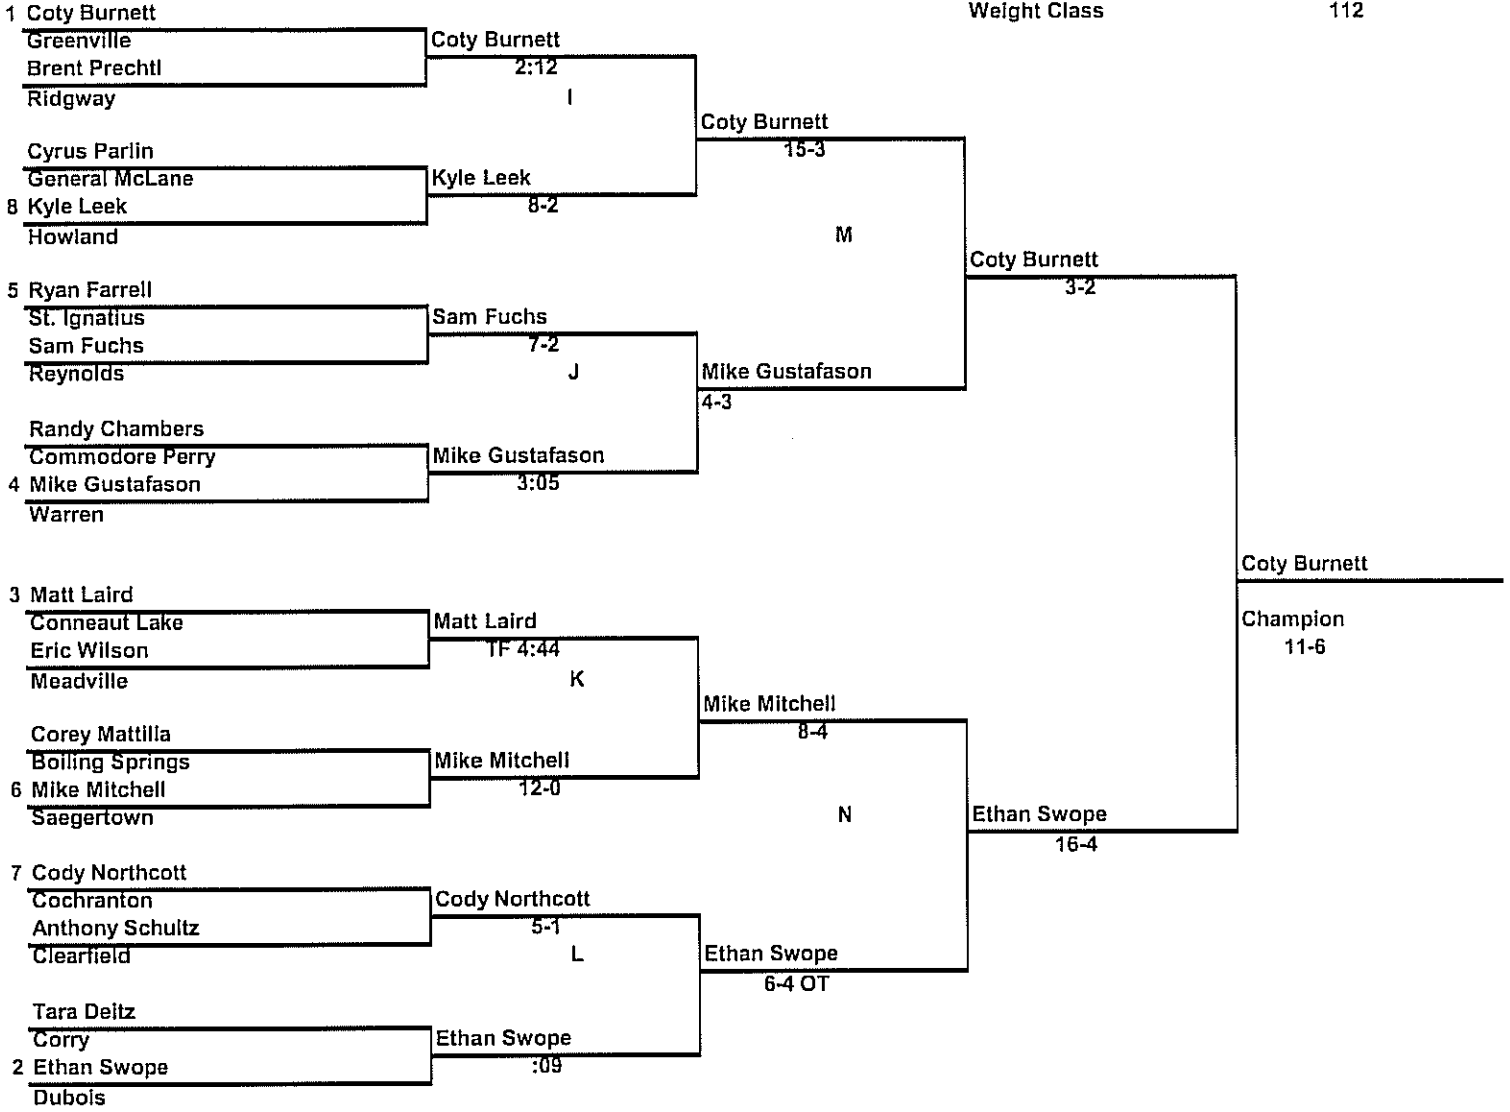 Weight Class 112
1 Coty Burnett
Greenville
Brent Prechtl
Ridgway
Coty Burnett
2:12
I
Cyrus Parlin
General McLane
8 Kyle Leek
Howland
Kyle Leek
8-2
Coty Burnett
15-3
M
5 Ryan Farrell
St. Ignatius
Sam Fuchs
Reynolds
Sam Fuchs
7-2
J
Randy Chambers
Commodore Perry
4 Mike Gustafason
Warren
Mike Gustafason
3:05
Mike Gustafason
4-3
Coty Burnett
3-2
3 Matt Laird
Conneaut Lake
Eric Wilson
Meadville
Matt Laird
TF 4:44
K
Corey Mattilla
Boiling Springs
6 Mike Mitchell
Saegertown
Mike Mitchell
12-0
Mike Mitchell
8-4
N
7 Cody Northcott
Cochranton
Anthony Schultz
Clearfield
Cody Northcott
5-1
L
Tara Deitz
Corry
2 Ethan Swope
Dubois
Ethan Swope
:09
Ethan Swope
6-4 OT
Ethan Swope
16-4
Coty Burnett
Champion
11-6